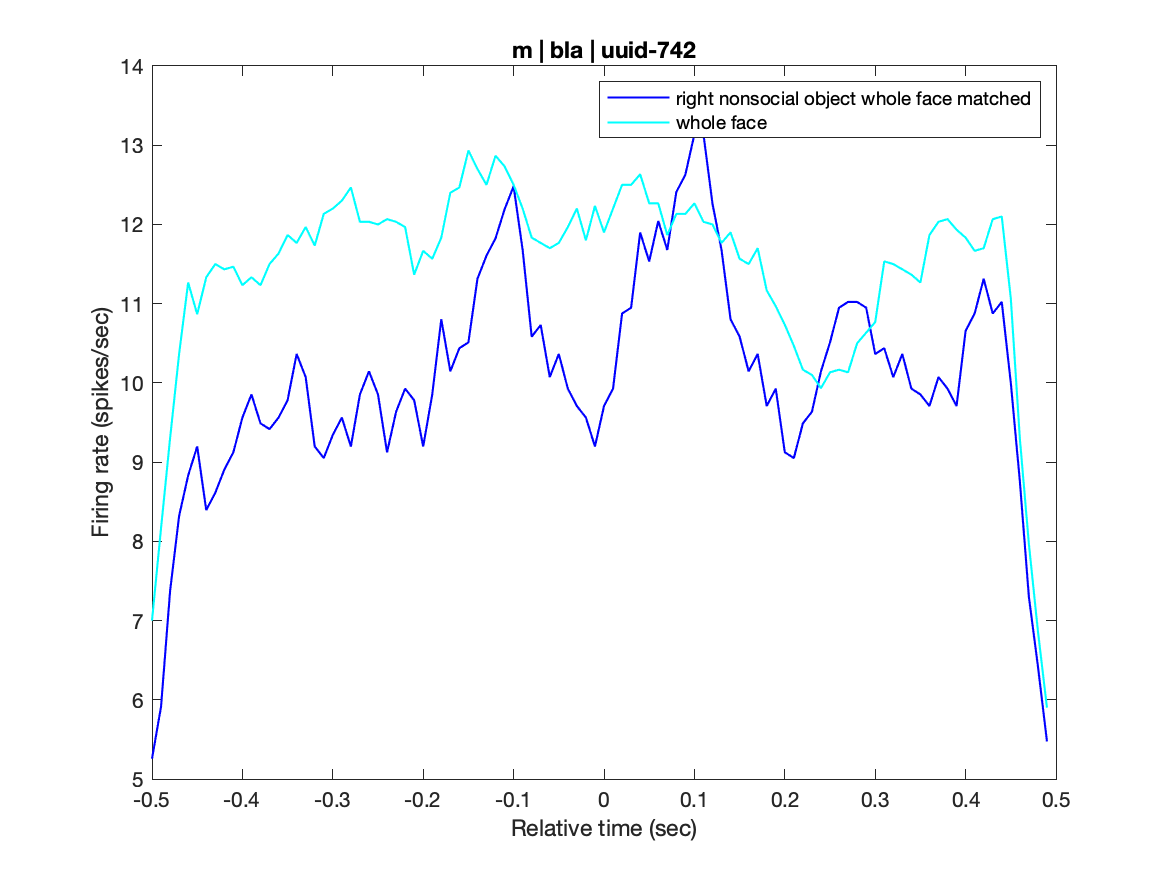 m | bla | uuid-742
right nonsocial object whole face matched
whole face
14
13
12
11
10
9
8
7
6
5
Firing rate (spikes/sec)
-0.5 -0.4 -0.3 -0.2 -0.1 0 0.1 0.2 0.3 0.4 0.5
Relative time (sec)